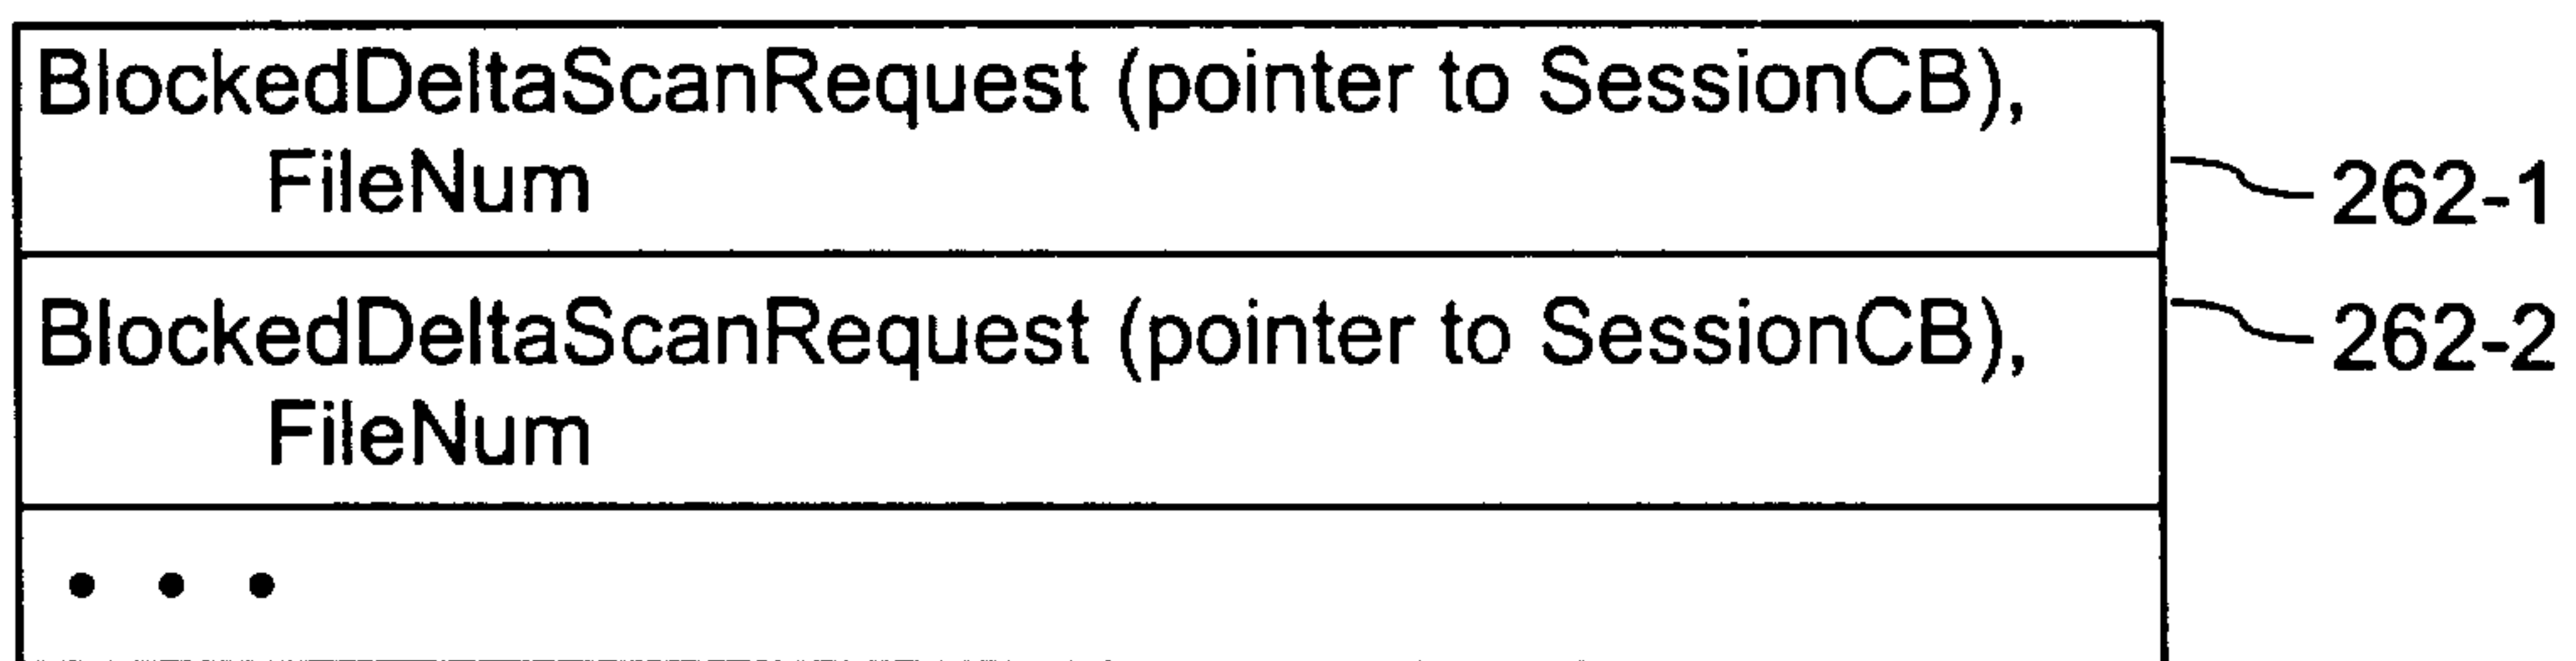 BlockedDeltaScanRequest (pointer to SessionCB),
FileNum
262-1
BlockedDeltaScanRequest (pointer to SessionCB),
FileNum
262-2
• • •